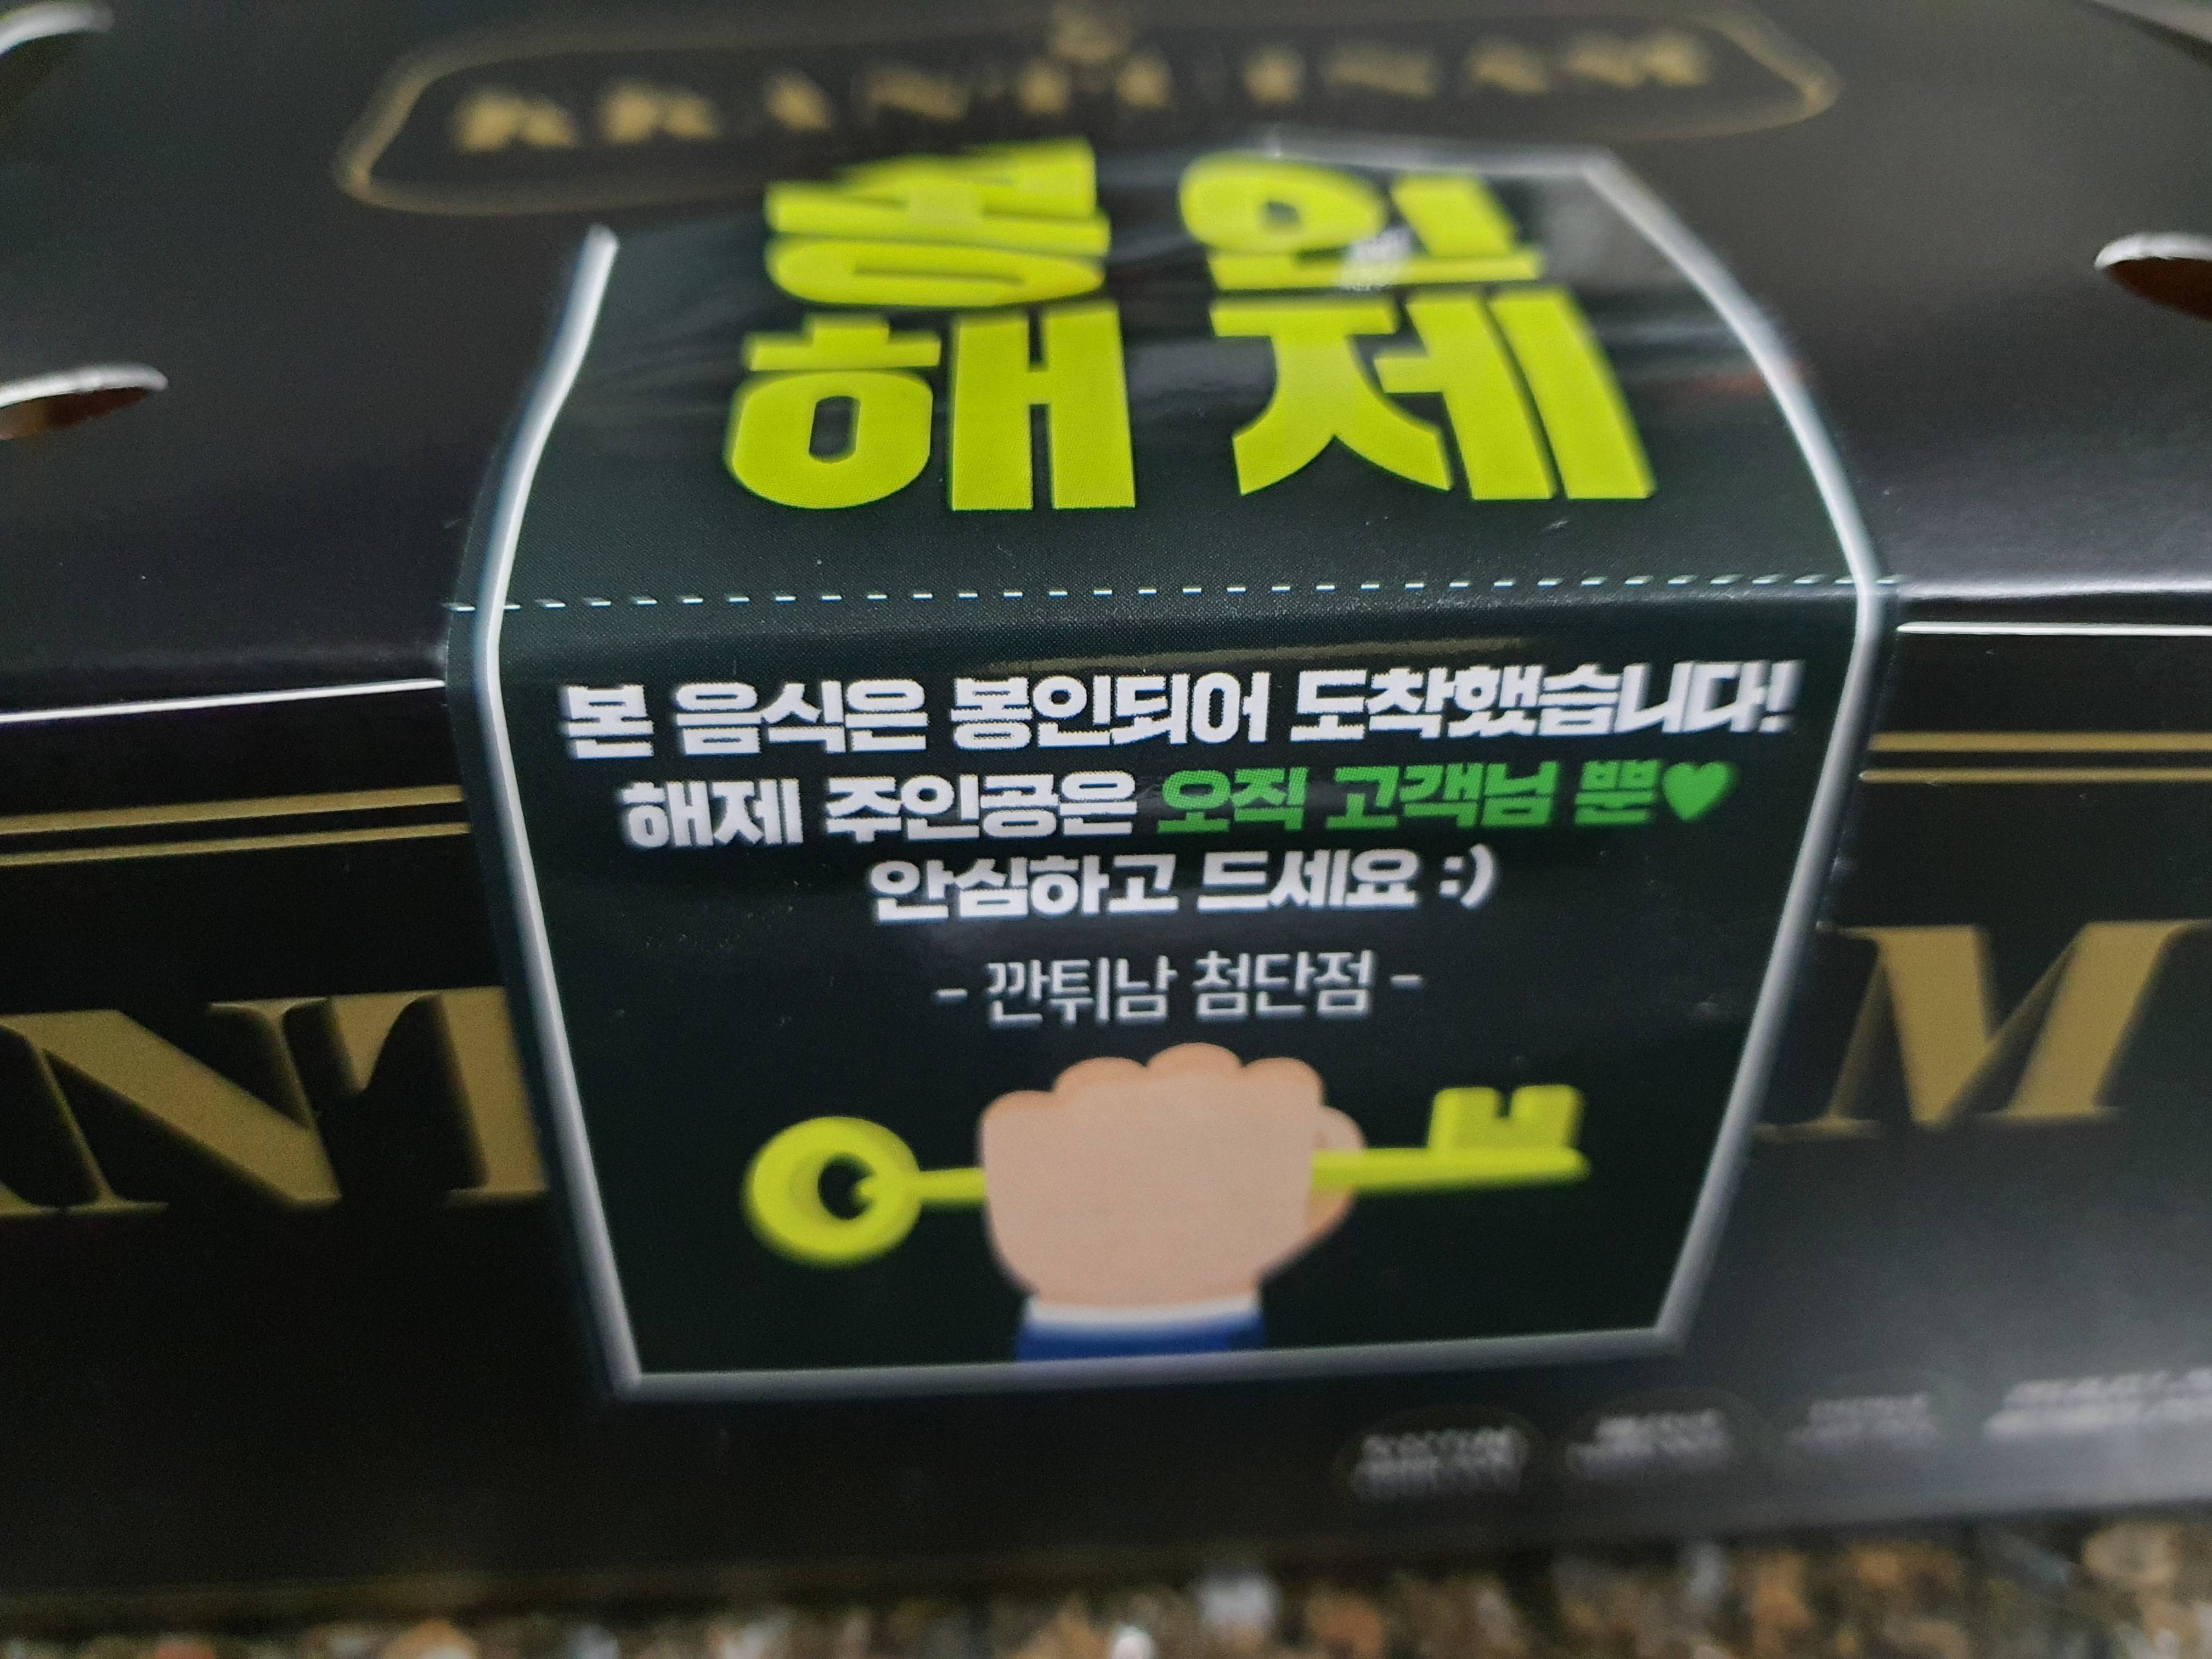 봉인
해제
본 음식은 봉인되어 도착했습니다!
해제 주인공은 오직 고객님 뿐♥
안심하고 드세요 :)
- 깐튀남 첨단점 -
NT
M